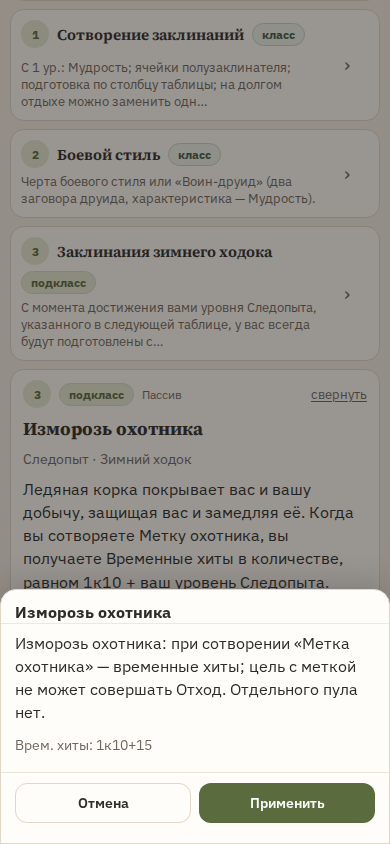 1 Сотворение заклинаний класс
С 1 ур.: Мудрость; ячейки полузаклинателя;
подготовка по столбцу таблицы; на долгом
отдыхе можно заменить одн...
2 Боевой стиль класс
Черта боевого стиля или «Воин-друид» (два
заговора друида, характеристика — Мудрость).
3 Заклинания зимнего ходока
подкласс
С момента достижения вами уровня Следопыта,
указанного в следующей таблице, у вас всегда
будут подготовлены с...
3 подкласс Пассив свернуть
Изморозь охотника
Следопыт · Зимний ходок
Ледяная корка покрывает вас и вашу
добычу, защищая вас и замедляя её. Когда
вы сотворяете Метку охотника, вы
получаете Временные хиты в количестве,
равном 1к10 + ваш уровень Следопыта.
Изморозь охотника
Изморозь охотника: при сотворении «Метка
охотника» — временные хиты; цель с меткой
не может совершать Отход. Отдельного пула
нет.
Врем. хиты: 1к10+15
Отмена Применить